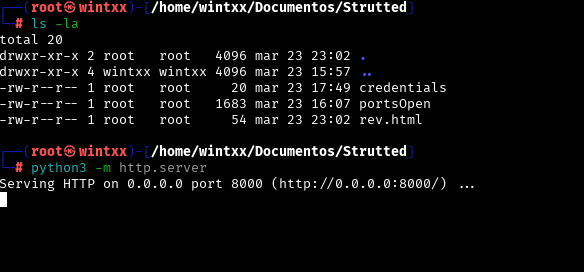 ┌──(root㉿wintxx)-[/home/wintxx/Documentos/Strutted]
└─# ls -la
total 20
drwxr-xr-x 2 root   root   4096 mar 23 23:02 .
drwxr-xr-x 4 wintxx wintxx 4096 mar 23 15:57 ..
-rw-r--r-- 1 root   root     20 mar 23 17:49 credentials
-rw-r--r-- 1 root   root   1683 mar 23 16:07 portsOpen
-rw-r--r-- 1 root   root     54 mar 23 23:02 rev.html
┌──(root㉿wintxx)-[/home/wintxx/Documentos/Strutted]
└─# python3 -m http.server
Serving HTTP on 0.0.0.0 port 8000 (http://0.0.0.0:8000/) ...